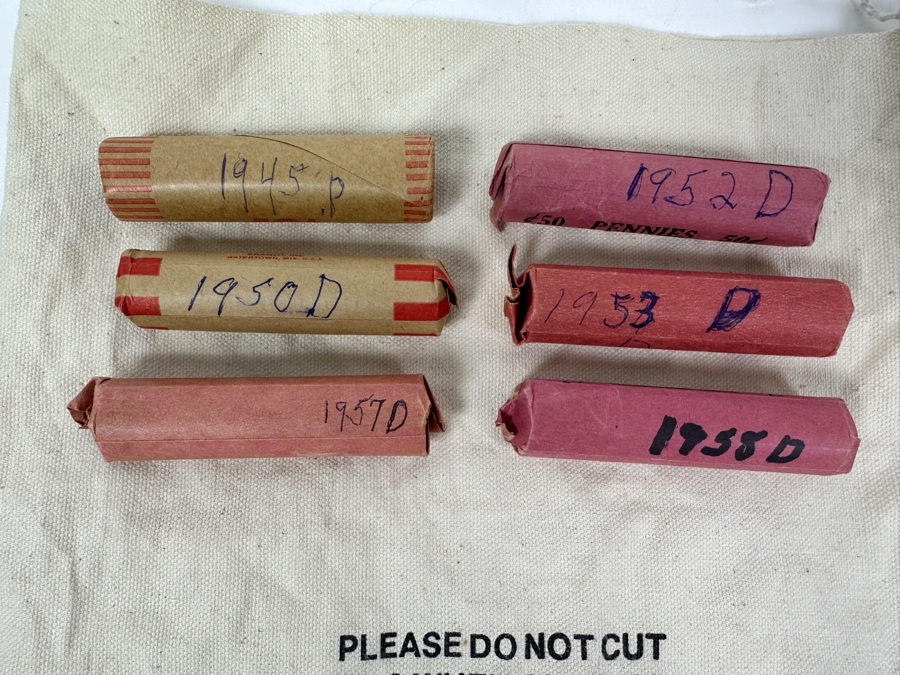 1945 P
1952 D
¢50 PENNIES 50¢
1950 D
1953 D
1957 D
1958 D
PLEASE DO NOT CUT